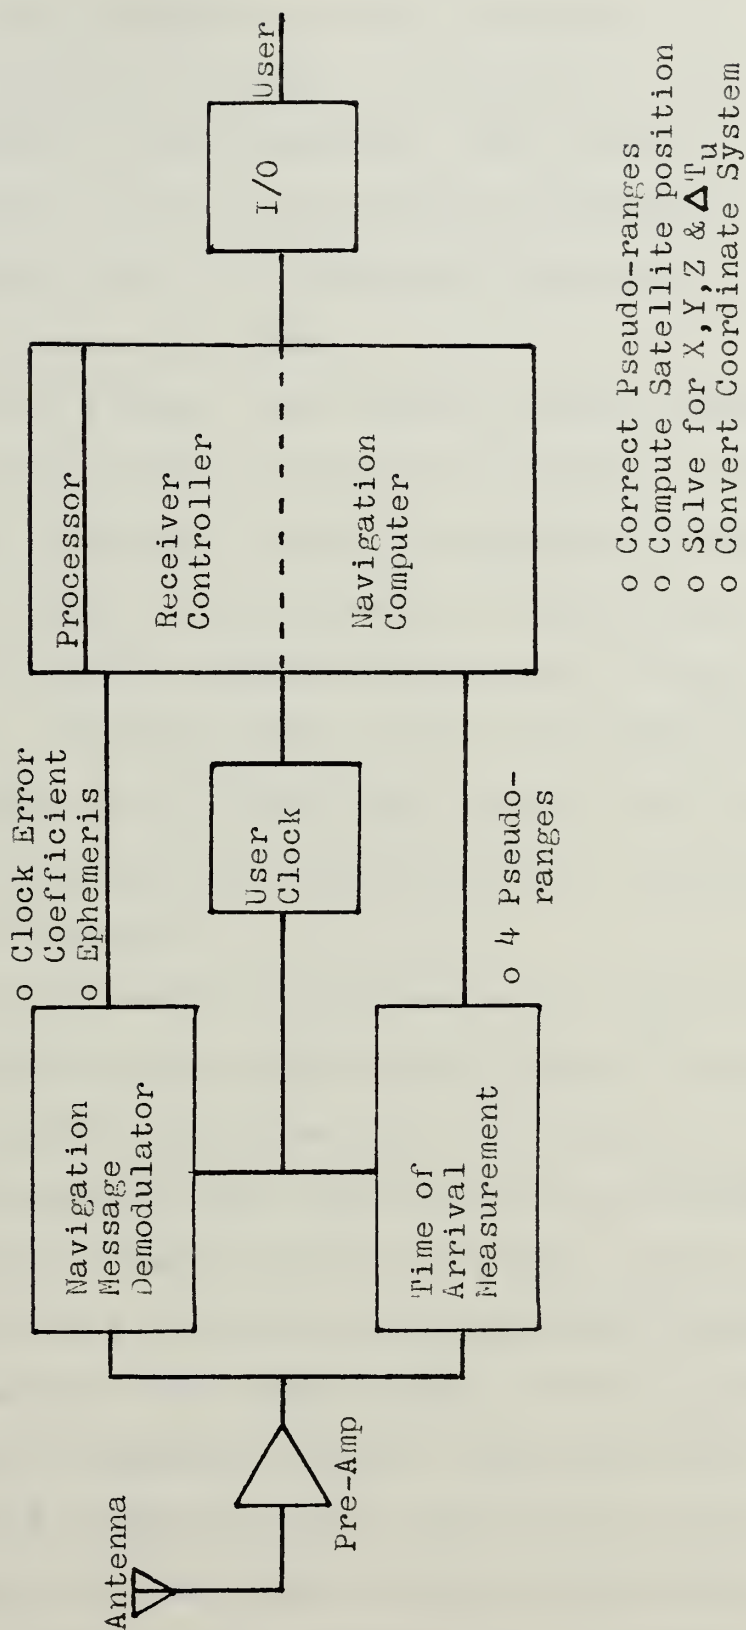 Antenna
Pre-Amp
Navigation
Message
Demodulator
Time of
Arrival
Measurement
o Clock Error
Coefficient
o Ephemeris
User
Clock
o 4 Pseudo-
ranges
Processor
Receiver
Controller
Navigation
Computer
I/O
User
o Correct Pseudo-ranges
o Compute Satellite position
o Solve for X,Y,Z & ΔTu
o Convert Coordinate System